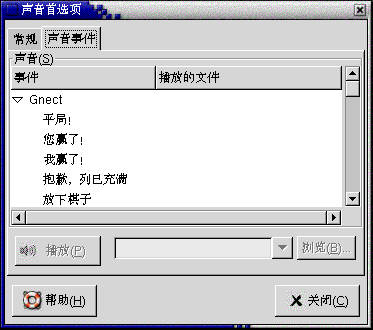 声音首选项
常规 声音事件
声音(S)
事件 播放的文件
Gnect
平局!
您赢了!
我赢了!
抱歉，列已充满
放下棋子
播放(P) 浏览(B)...
帮助(H) 关闭(C)